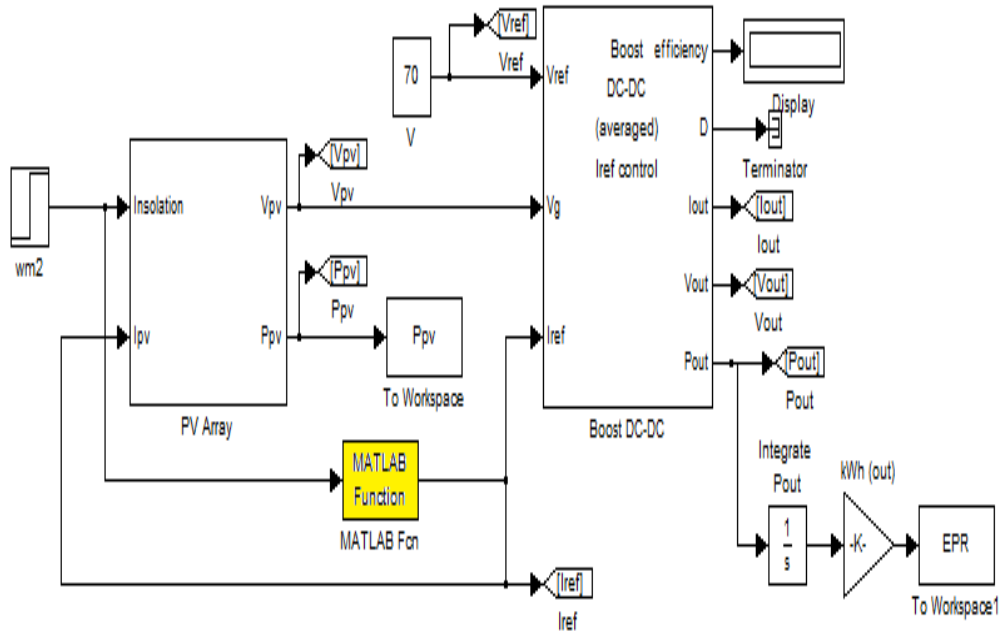 [Vref]
Vref
70
V
Boost efficiency
DC-DC
(averaged)
Iref control
Vref
D
Vg
Iout
Vout
Iref
Pout
Boost DC-DC
Display
Terminator
[Iout]
Iout
[Vout]
Vout
[Pout]
Pout
wm2
Insolation
Vpv
Ipv
Ppv
PV Array
[Vpv]
Vpv
[Ppv]
Ppv
Ppv
To Workspace
MATLAB
Function
MATLAB Fcn
[Iref]
Iref
Integrate
Pout
1
s
kWh (out)
-K-
EPR
To Workspace1